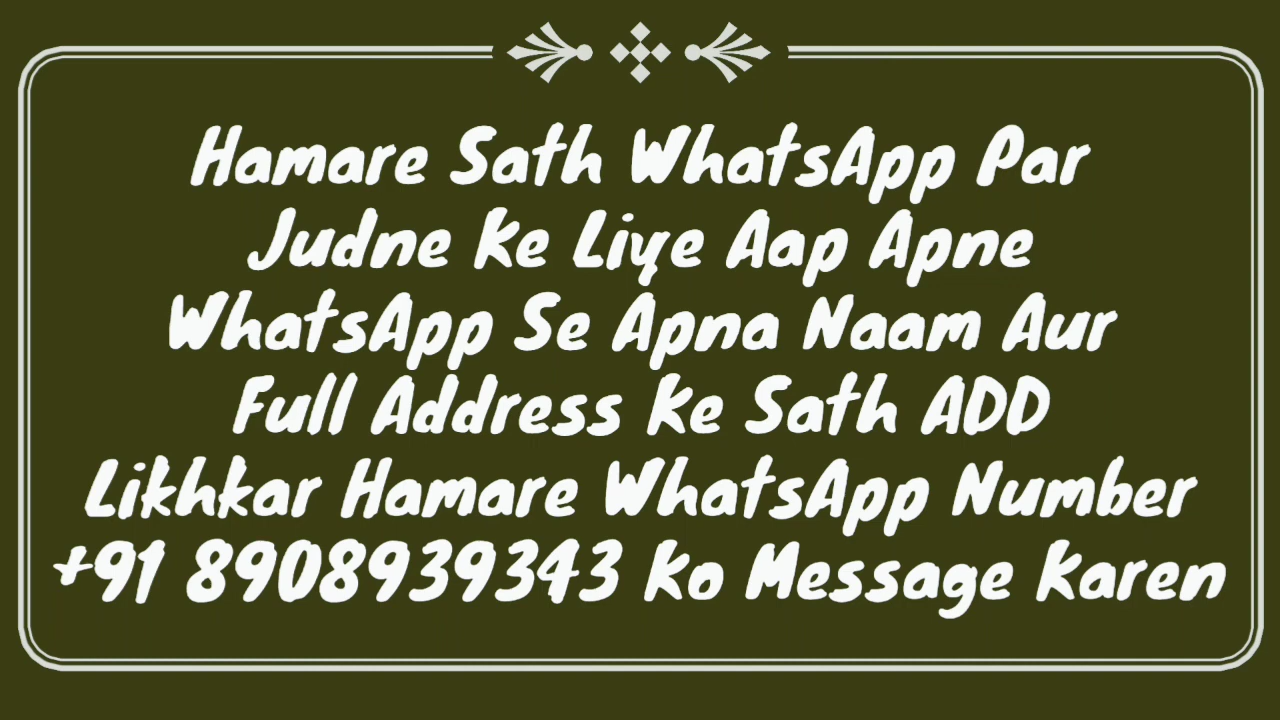 Hamare Sath WhatsApp Par
Judne Ke Liye Aap Apne
WhatsApp Se Apna Naam Aur
Full Address Ke Sath ADD
Likhkar Hamare WhatsApp Number
+91 8908939343 Ko Message Karen